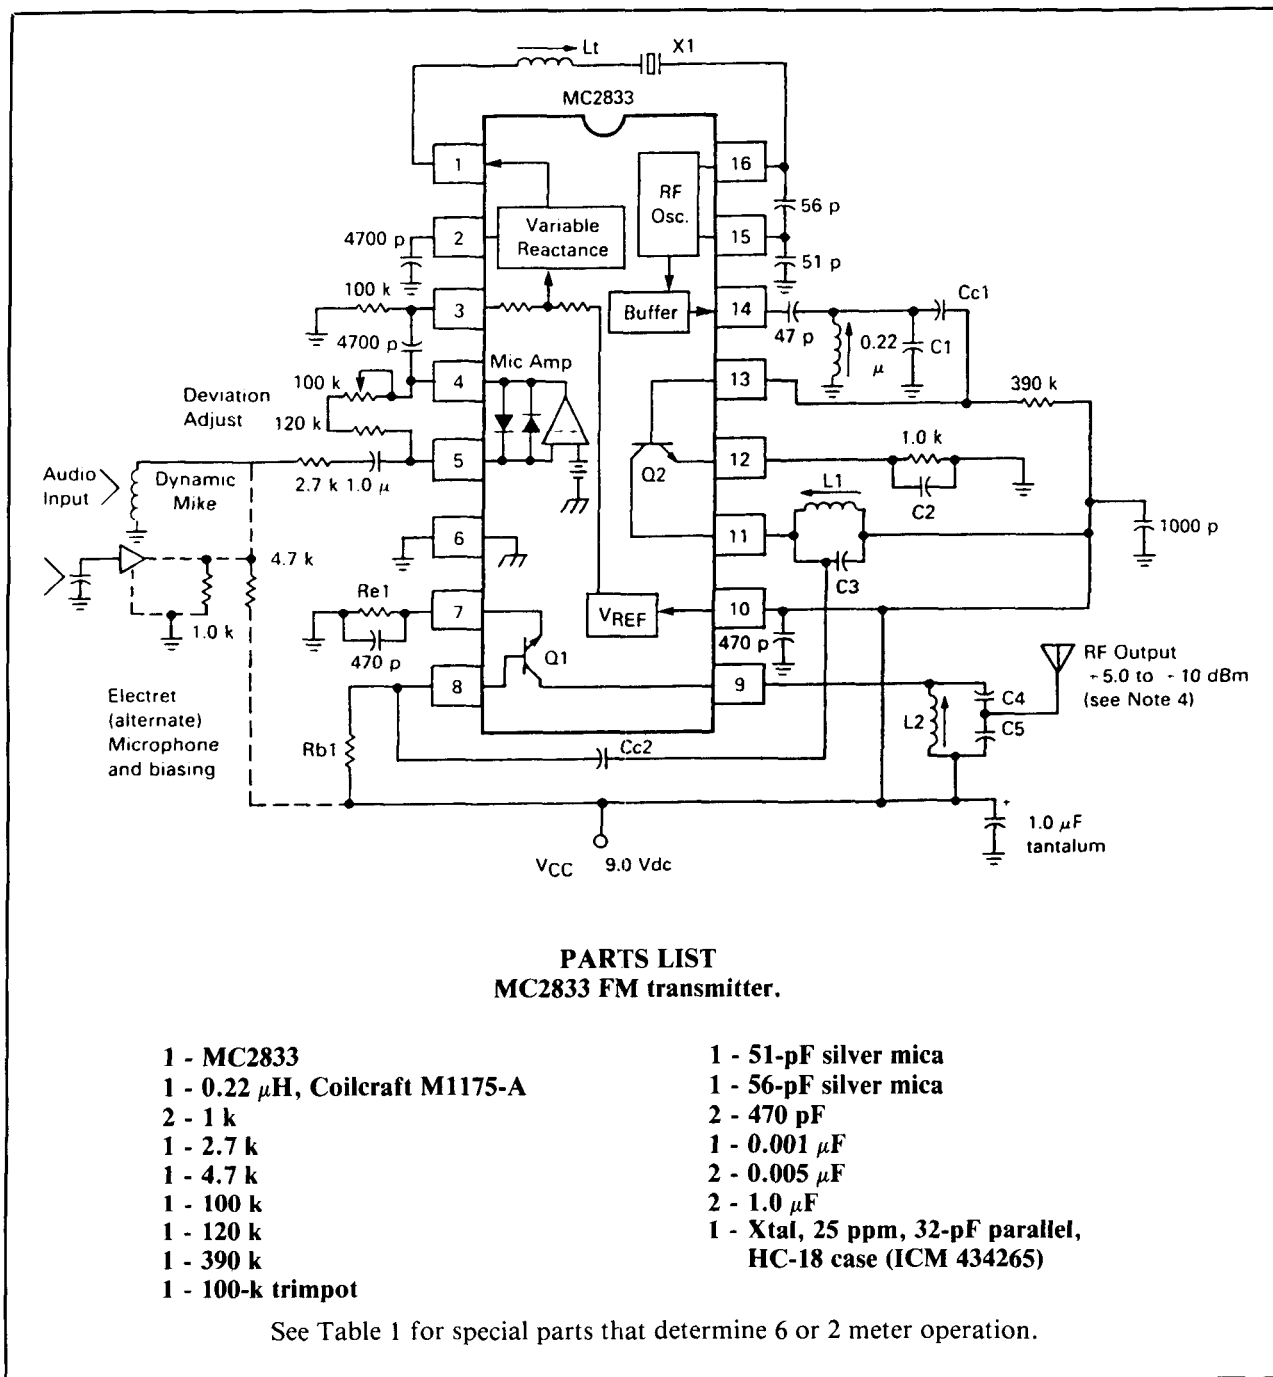 Lt
X1
MC2833
1
16
RF
Osc.
56 p
Variable
Reactance
4700 p
2
15
51 p
100 k
3
Buffer
14
Cc1
47 p
0.22
μ
C1
4700 p
Mic Amp
100 k
4
13
390 k
Deviation
Adjust
120 k
1.0 k
Audio
Input
Dynamic
Mike
2.7 k
1.0 μ
5
Q2
12
C2
L1
6
11
1000 p
4.7 k
C3
Re1
7
VREF
10
1.0 k
470 p
470 p
Q1
RF Output
- 5.0 to - 10 dBm
(see Note 4)
8
9
C4
L2
C5
Electret
(alternate)
Microphone
and biasing
Rb1
Cc2
+
1.0 μF
tantalum
VCC
9.0 Vdc
PARTS LIST
MC2833 FM transmitter.
1 - MC2833
1 - 0.22 μH, Coilcraft M1175-A
2 - 1 k
1 - 2.7 k
1 - 4.7 k
1 - 100 k
1 - 120 k
1 - 390 k
1 - 100-k trimpot
1 - 51-pF silver mica
1 - 56-pF silver mica
2 - 470 pF
1 - 0.001 μF
2 - 0.005 μF
2 - 1.0 μF
1 - Xtal, 25 ppm, 32-pF parallel,
HC-18 case (ICM 434265)
See Table 1 for special parts that determine 6 or 2 meter operation.